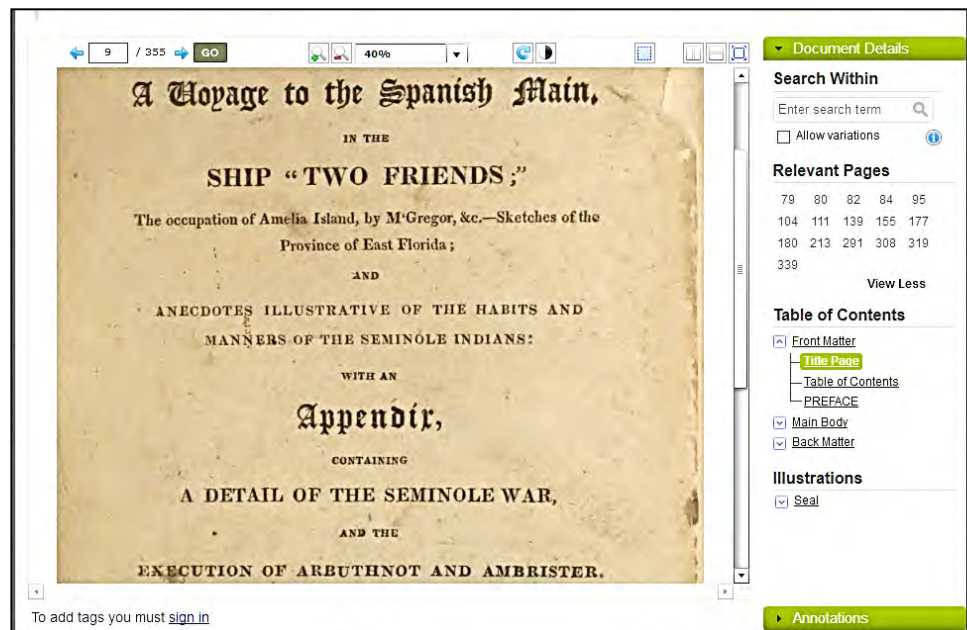 9 / 355 GO 40%
A Voyage to the Spanish Main,
IN THE
SHIP “TWO FRIENDS;”
The occupation of Amelia Island, by M‘Gregor, &c.—Sketches of the
Province of East Florida;
AND
ANECDOTES ILLUSTRATIVE OF THE HABITS AND
MANNERS OF THE SEMINOLE INDIANS:
WITH AN
Appendix,
CONTAINING
A DETAIL OF THE SEMINOLE WAR,
AND THE
EXECUTION OF ARBUTHNOT AND AMBRISTER.
To add tags you must sign in
Document Details
Search Within
Enter search term
Allow variations
Relevant Pages
79 80 82 84 95
104 111 139 155 177
180 213 291 308 319
339
View Less
Table of Contents
Front Matter
Title Page
Table of Contents
PREFACE
Main Body
Back Matter
Illustrations
Seal
Annotations